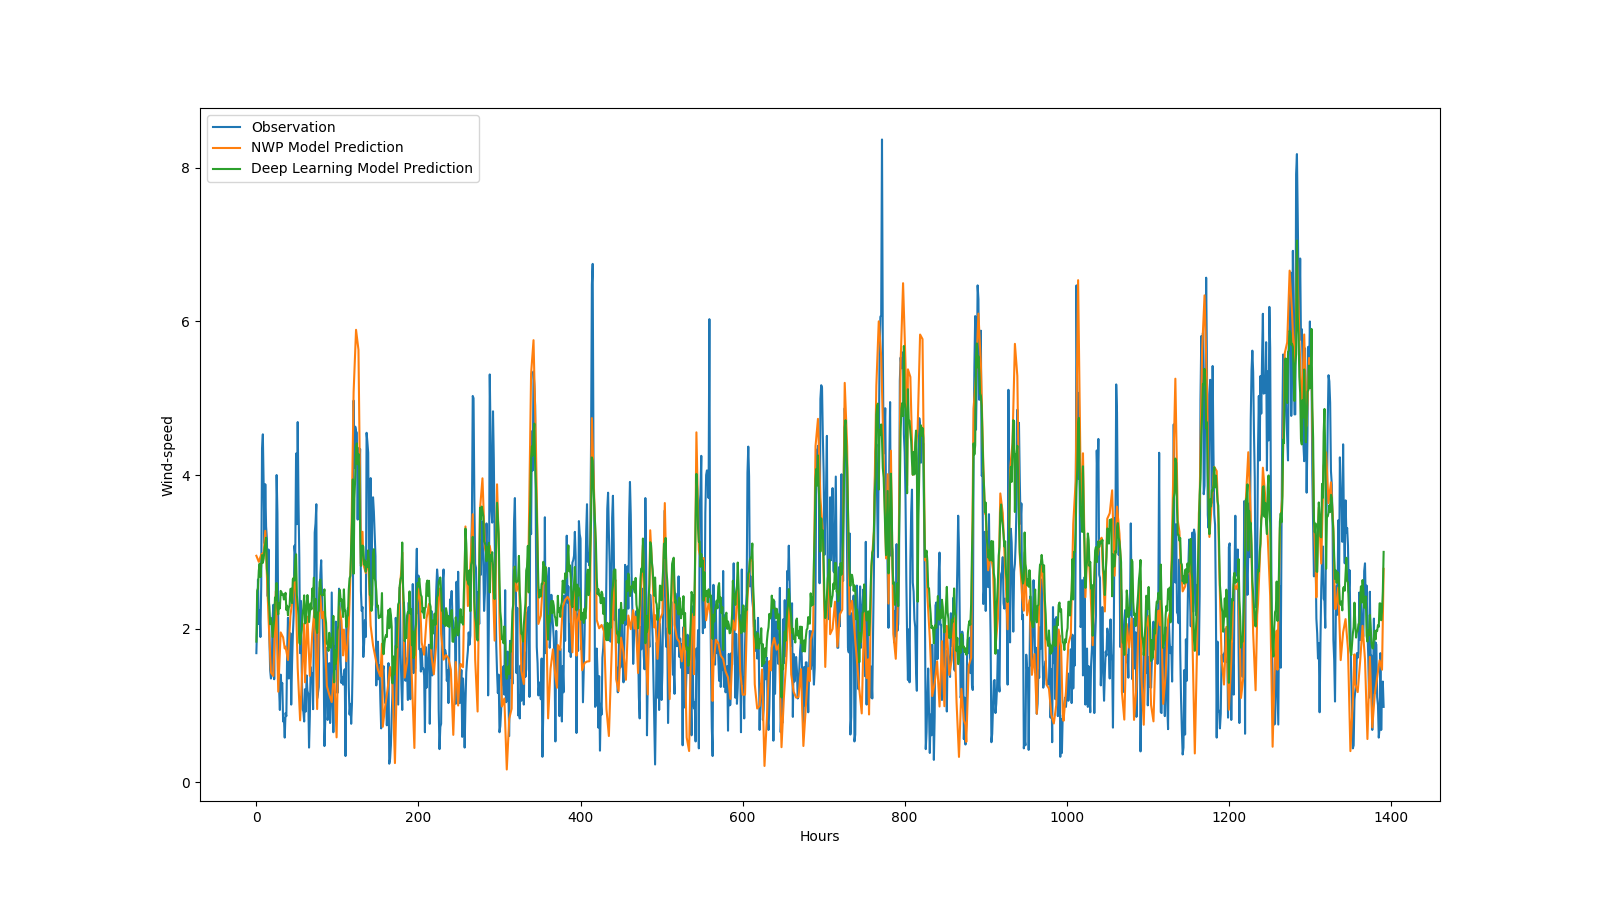 Observation
NWP Model Prediction
Deep Learning Model Prediction
8
6
4
2
0
Wind-speed
0 200 400 600 800 1000 1200 1400
Hours